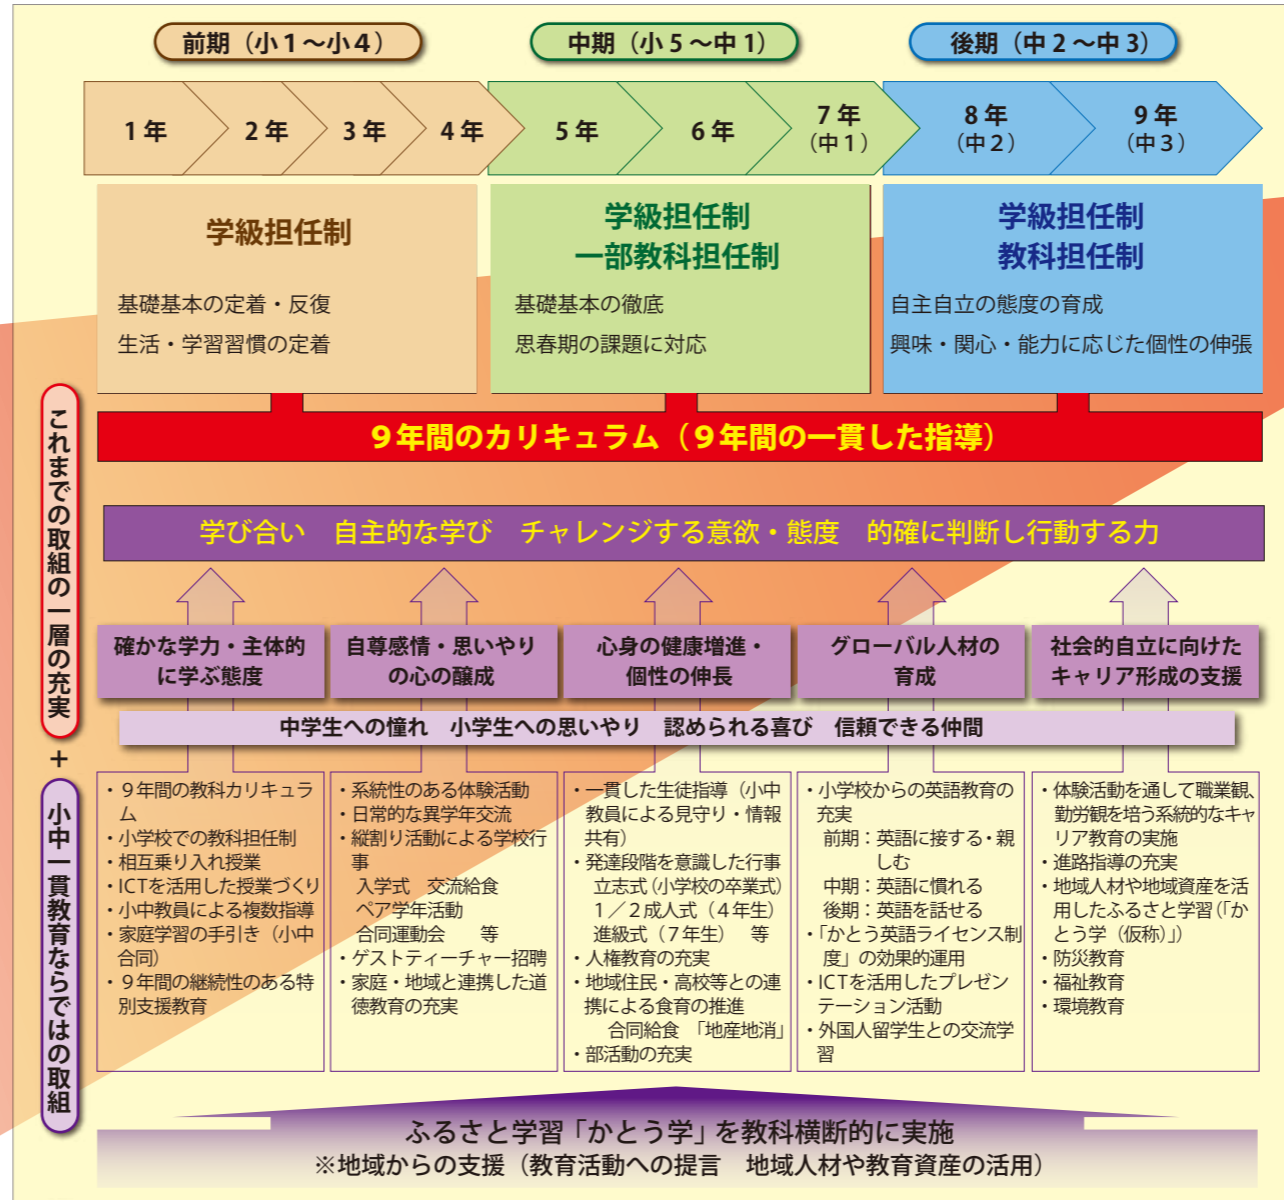 前期（小１～小４）
中期（小５～中１）
後期（中２～中３）
１年
２年
３年
４年
５年
６年
７年
（中１）
８年
（中２）
９年
（中３）
学級担任制
基礎基本の定着・反復
生活・学習習慣の定着
学級担任制
一部教科担任制
基礎基本の徹底
思春期の課題に対応
学級担任制
教科担任制
自主自立の態度の育成
興味・関心・能力に応じた個性の伸張
９年間のカリキュラム（９年間の一貫した指導）
これまでの取組の一層の充実
＋
小中一貫教育ならではの取組
学び合い　自主的な学び　チャレンジする意欲・態度　的確に判断し行動する力
確かな学力・主体的
に学ぶ態度
自尊感情・思いやり
の心の醸成
心身の健康増進・
個性の伸長
グローバル人材の
育成
社会的自立に向けた
キャリア形成の支援
中学生への憧れ　小学生への思いやり　認められる喜び　信頼できる仲間
・９年間の教科カリキュラ
ム
・小学校での教科担任制
・相互乗り入れ授業
・ICTを活用した授業づくり
・小中教員による複数指導
・家庭学習の手引き（小中
合同）
・９年間の継続性のある特
別支援教育
・系統性のある体験活動
・日常的な異学年交流
・縦割り活動による学校行
事
入学式　交流給食
ペア学年活動
合同運動会　　等
・ゲストティーチャー招聘
・家庭・地域と連携した道
徳教育の充実
・一貫した生徒指導（小中
教員による見守り・情報
共有）
・発達段階を意識した行事
立志式（小学校の卒業式）
１／２成人式（４年生）
進級式（７年生）　等
・人権教育の充実
・地域住民・高校等との連
携による食育の推進
合同給食　「地産地消」
・部活動の充実
・小学校からの英語教育の
充実
前期：英語に接する・親
しむ
中期：英語に慣れる
後期：英語を話せる
・「かとう英語ライセンス制
度」の効果的運用
・ICTを活用したプレゼン
テーション活動
・外国人留学生との交流学
習
・体験活動を通して職業観、
勤労観を培う系統的なキャ
リア教育の実施
・進路指導の充実
・地域人材や地域資産を活
用したふるさと学習（「か
とう学（仮称）」）
・防災教育
・福祉教育
・環境教育
ふるさと学習「かとう学」を教科横断的に実施
※地域からの支援（教育活動への提言　地域人材や教育資産の活用）